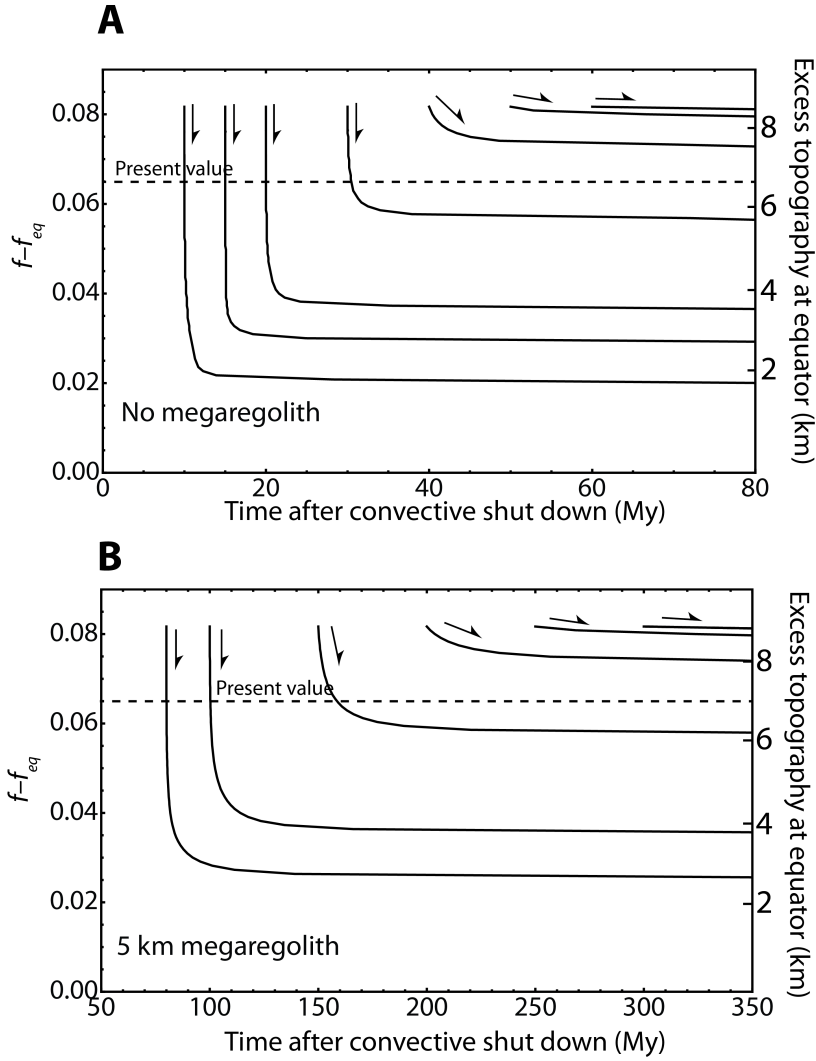 A
0.08
0.06
0.04
0.02
0.00
f–feq
Present value
No megaregolith
8
6
4
2
Excess topography at equator (km)
0
20
40
60
80
Time after convective shut down (My)
B
0.08
0.06
0.04
0.02
0.00
f–feq
Present value
5 km megaregolith
8
6
4
2
Excess topography at equator (km)
50
100
150
200
250
300
350
Time after convective shut down (My)